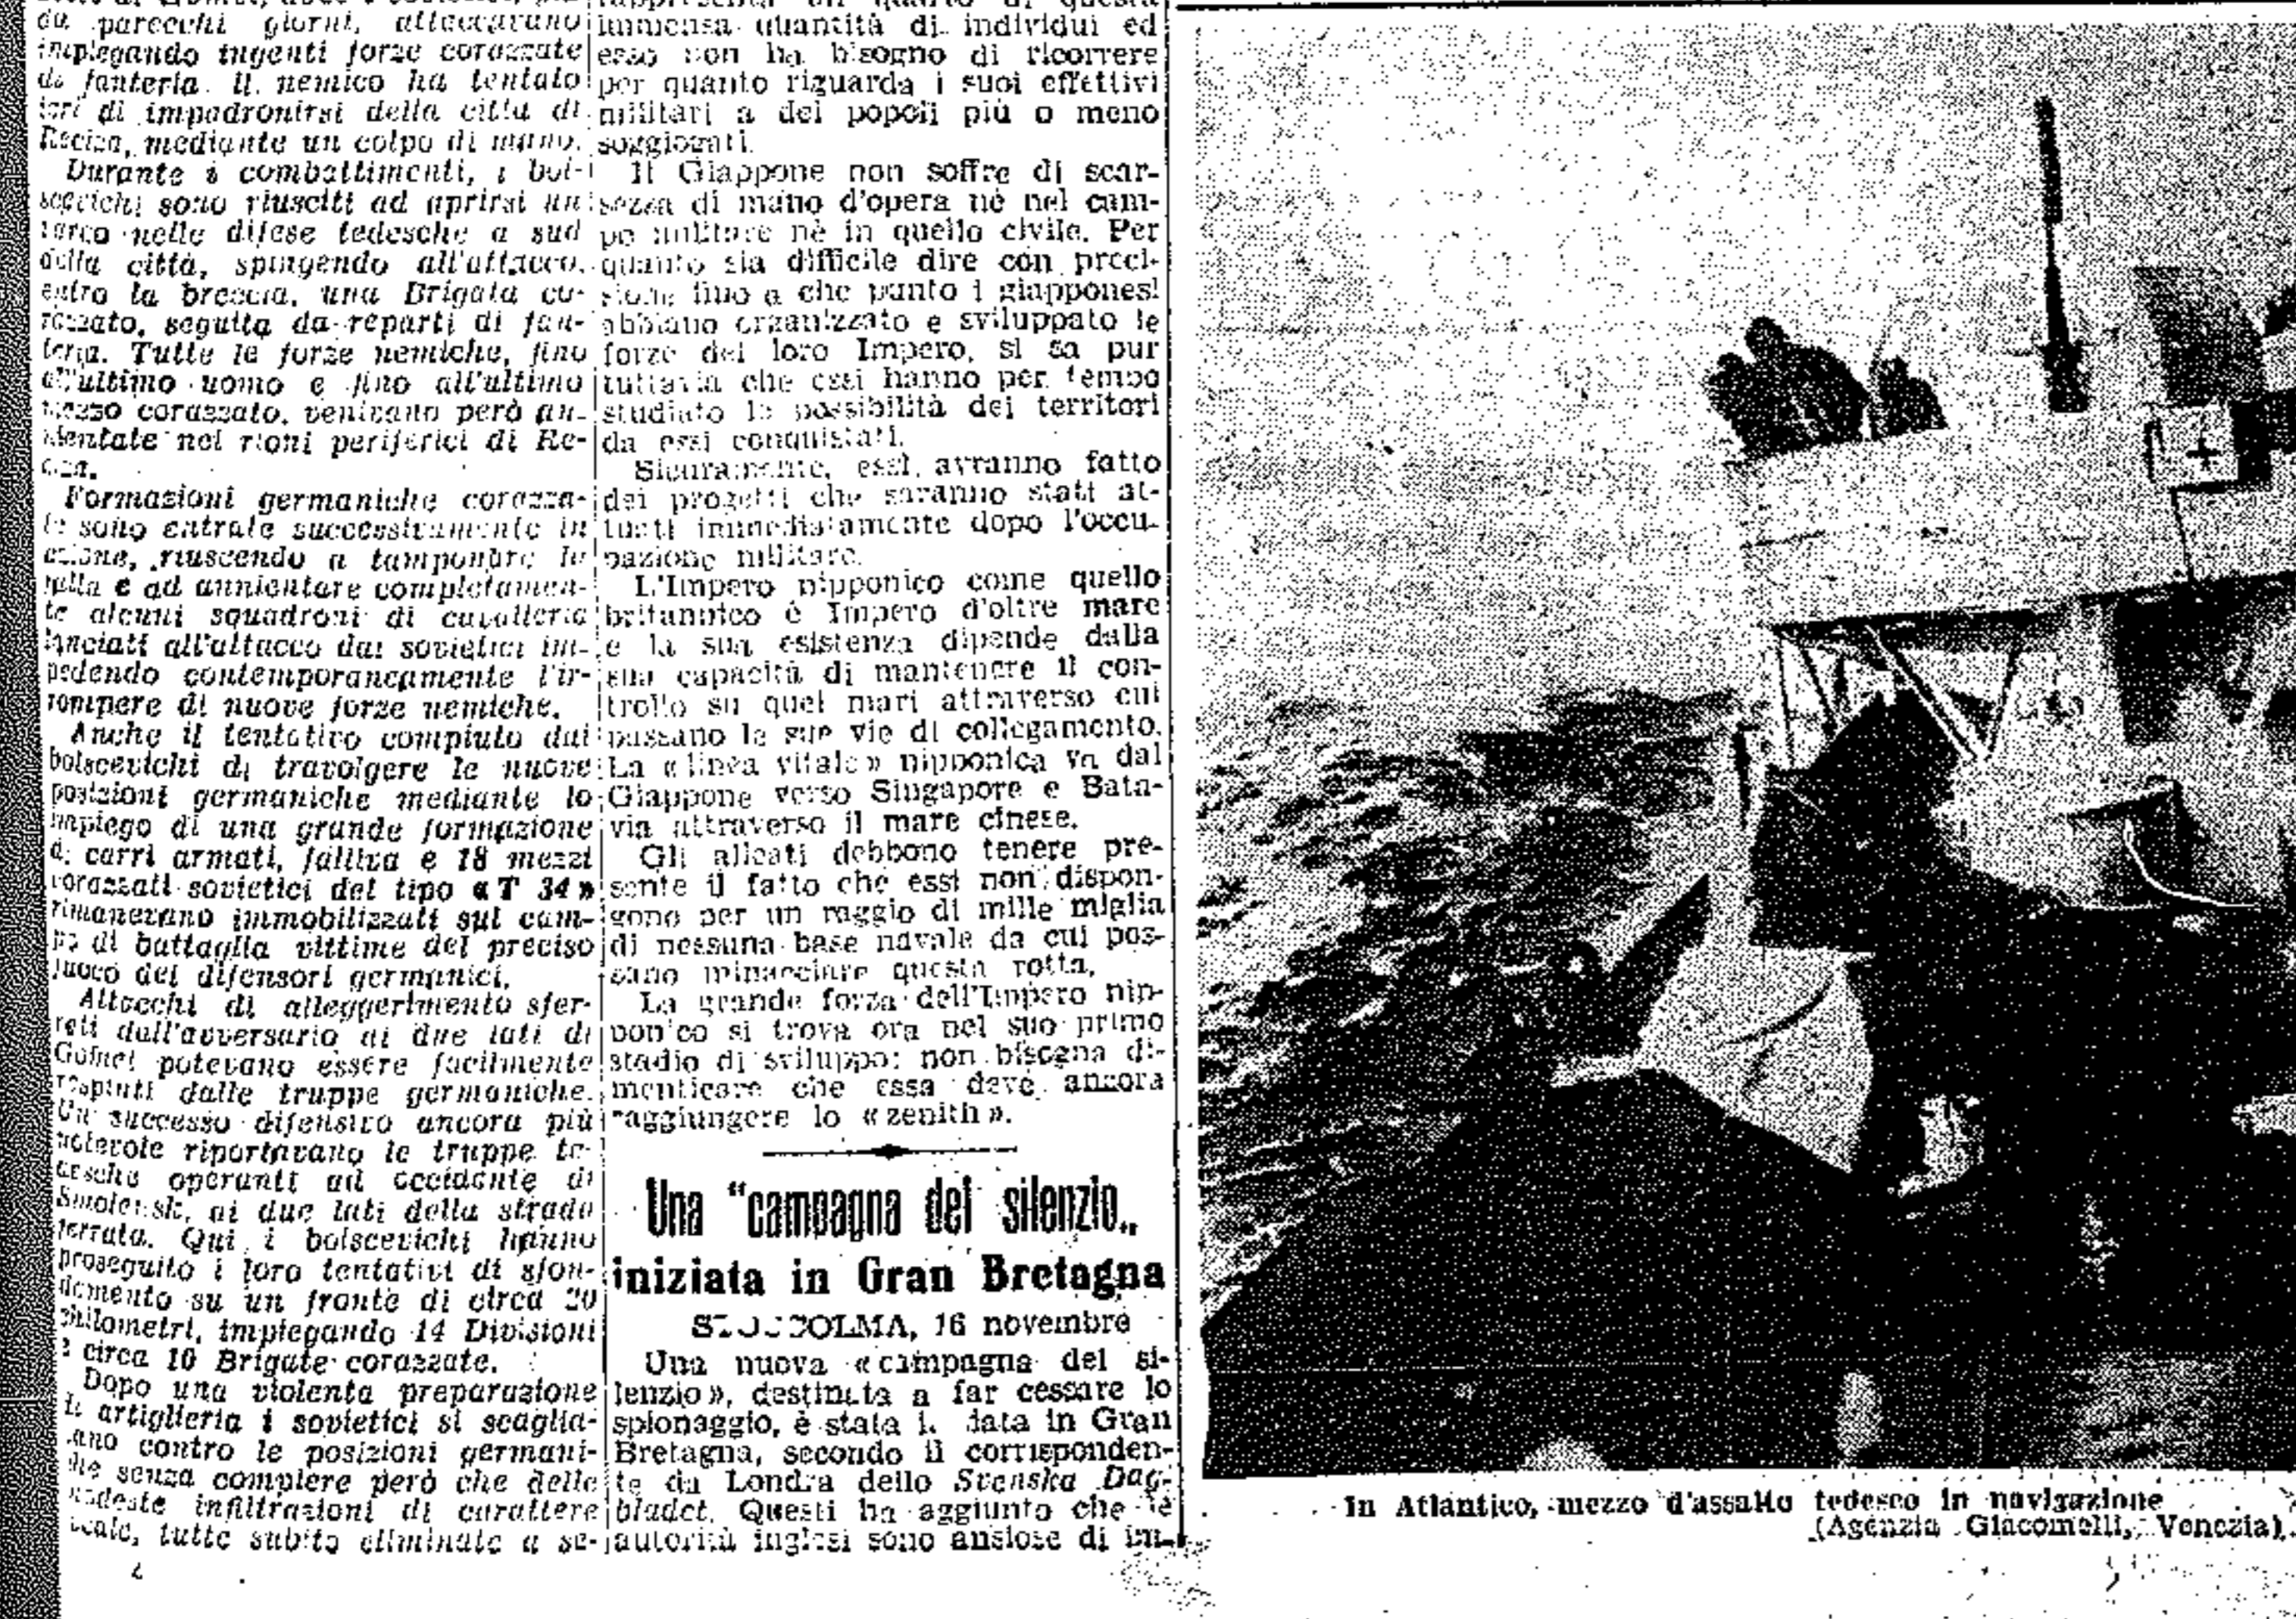 da parecchi giorni, attaccavano
impiegando ingenti forze corazzate
di fanteria. Il nemico ha tentato
ieri di impadronirsi della città di
mediante un colpo di mano.
Durante i combattimenti, i bol-
scevichi sono riusciti ad aprirsi un
varco nelle difese tedesche a sud
della città, spingendo all'attacco,
entro la breccia, una Brigata co-
razzata, seguita da reparti di fan-
teria. Tutte le forze nemiche, fino
all'ultimo uomo e fino all'ultimo
mezzo corazzato, venivano però an-
nientate nei rioni periferici di Re-
Formazioni germaniche corazza-
te sono entrate successivamente in
azione, riuscendo a tamponare la
falla e ad annientare completamen-
te alcuni squadroni di cavalleria
lanciati all'attacco dai sovietici im-
pedendo contemporaneamente l'ir-
rompere di nuove forze nemiche.
Anche il tentativo compiuto dai
bolscevichi di travolgere le nuove
posizioni germaniche mediante lo
impiego di una grande formazione
di carri armati, falliva e 18 mezzi
corazzati sovietici del tipo «T 34»
rimanevano immobilizzati sul cam-
po di battaglia vittime del preciso
fuoco dei difensori germanici.
Attacchi di alleggerimento sfer-
rati dall'avversario ai due lati di
Gomel potevano essere facilmente
respinti dalle truppe germaniche.
Un successo difensivo ancora più
notevole riportavano le truppe te-
desche operanti ad occidente di
Smolensk, ai due lati della strada
ferrata. Qui i bolscevichi hanno
proseguito i loro tentativi di sfon-
damento su un fronte di circa 20
chilometri, impiegando 14 Divisioni
e circa 10 Brigate corazzate.
Dopo una violenta preparazione
di artiglieria i sovietici si scaglia-
vano contro le posizioni germani-
che senza compiere però che delle
modeste infiltrazioni di carattere
locale, tutte subito eliminate a se-
immensa quantità di individui ed
esso non ha bisogno di ricorrere
per quanto riguarda i suoi effettivi
militari a dei popoli più o meno
soggiogati.
Il Giappone non soffre di scar-
sezza di mano d'opera nè nel cam-
po militare nè in quello civile. Per
quanto sia difficile dire con preci-
sione fino a che punto i giapponesi
abbiano organizzato e sviluppato le
forze del loro Impero, si sa pur
tuttavia che essi hanno per tempo
studiato le possibilità dei territori
da essi conquistati.
Sicuramente, essi avranno fatto
dei progetti che saranno stati at-
tuati immediatamente dopo l'occu-
pazione militare.
L'Impero nipponico come quello
britannico è Impero d'oltre mare
e la sua esistenza dipende dalla
sua capacità di mantenere il con-
trollo su quei mari attraverso cui
passano le sue vie di collegamento.
La «linea vitale» nipponica va dal
Giappone verso Singapore e Bata-
via attraverso il mare cinese.
Gli alleati debbono tenere pre-
sente il fatto che essi non dispon-
gono per un raggio di mille miglia
di nessuna base navale da cui pos-
sano minacciare questa rotta.
La grande forza dell'Impero nip-
ponico si trova ora nel suo primo
stadio di sviluppo: non bisogna di-
menticare che essa deve ancora
raggiungere lo «zenith».
Una "campagna del silenzio„
iniziata in Gran Bretagna
STOCCOLMA, 16 novembre
Una nuova «campagna del si-
lenzio», destinata a far cessare lo
spionaggio, è stata in Gran
Bretagna, secondo il corrisponden-
te da Londra dello Svenska Dag-
bladet. Questi ha aggiunto che le
autorità inglesi sono ansiose di im-
In Atlantico, mezzo d'assalto tedesco in navigazione
(Agenzia Giacomelli, Venezia).